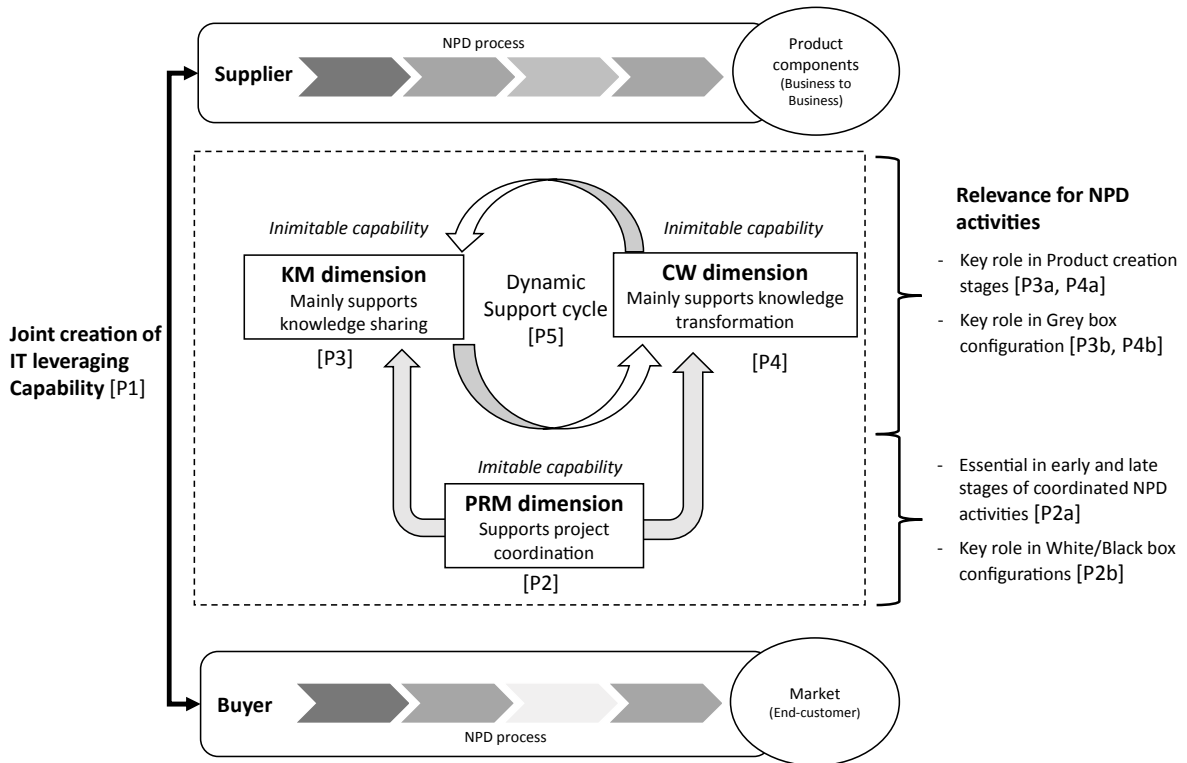 NPD process
Supplier
Product
components
(Business to
Business)
Joint creation of
IT leveraging
Capability [P1]
Inimitable capability
KM dimension
Mainly supports
knowledge sharing
[P3]
Dynamic
Support cycle
[P5]
Inimitable capability
CW dimension
Mainly supports knowledge
transformation
[P4]
Imitable capability
PRM dimension
Supports project
coordination
[P2]
Relevance for NPD
activities
- Key role in Product creation
stages [P3a, P4a]
- Key role in Grey box
configuration [P3b, P4b]
- Essential in early and late
stages of coordinated NPD
activities [P2a]
- Key role in White/Black box
configurations [P2b]
Buyer
NPD process
Market
(End-customer)